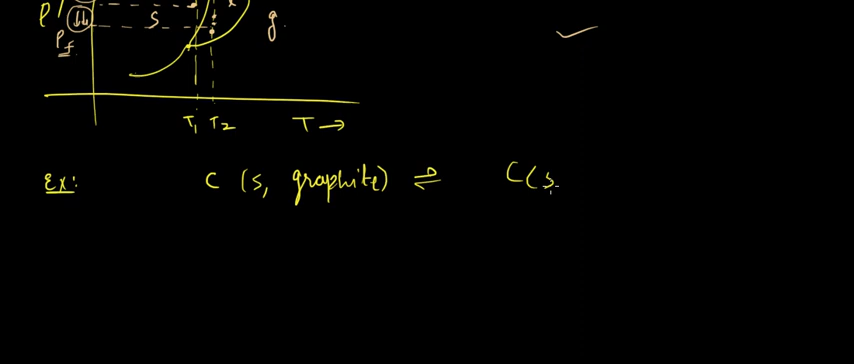 P
S
g.
Pf
T1 T2 T →
Ex: C (s, graphite) ⇌ C(s